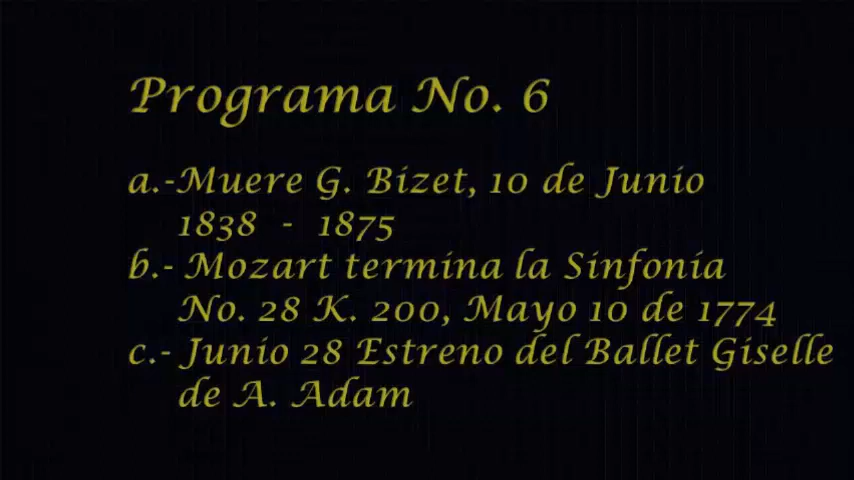 Programa No. 6
a.-Muere G. Bizet, 10 de Junio
1838 - 1875
b.- Mozart termina la Sinfonia
No. 28 K. 200, Mayo 10 de 1774
c.- Junio 28 Estreno del Ballet Giselle
de A. Adam